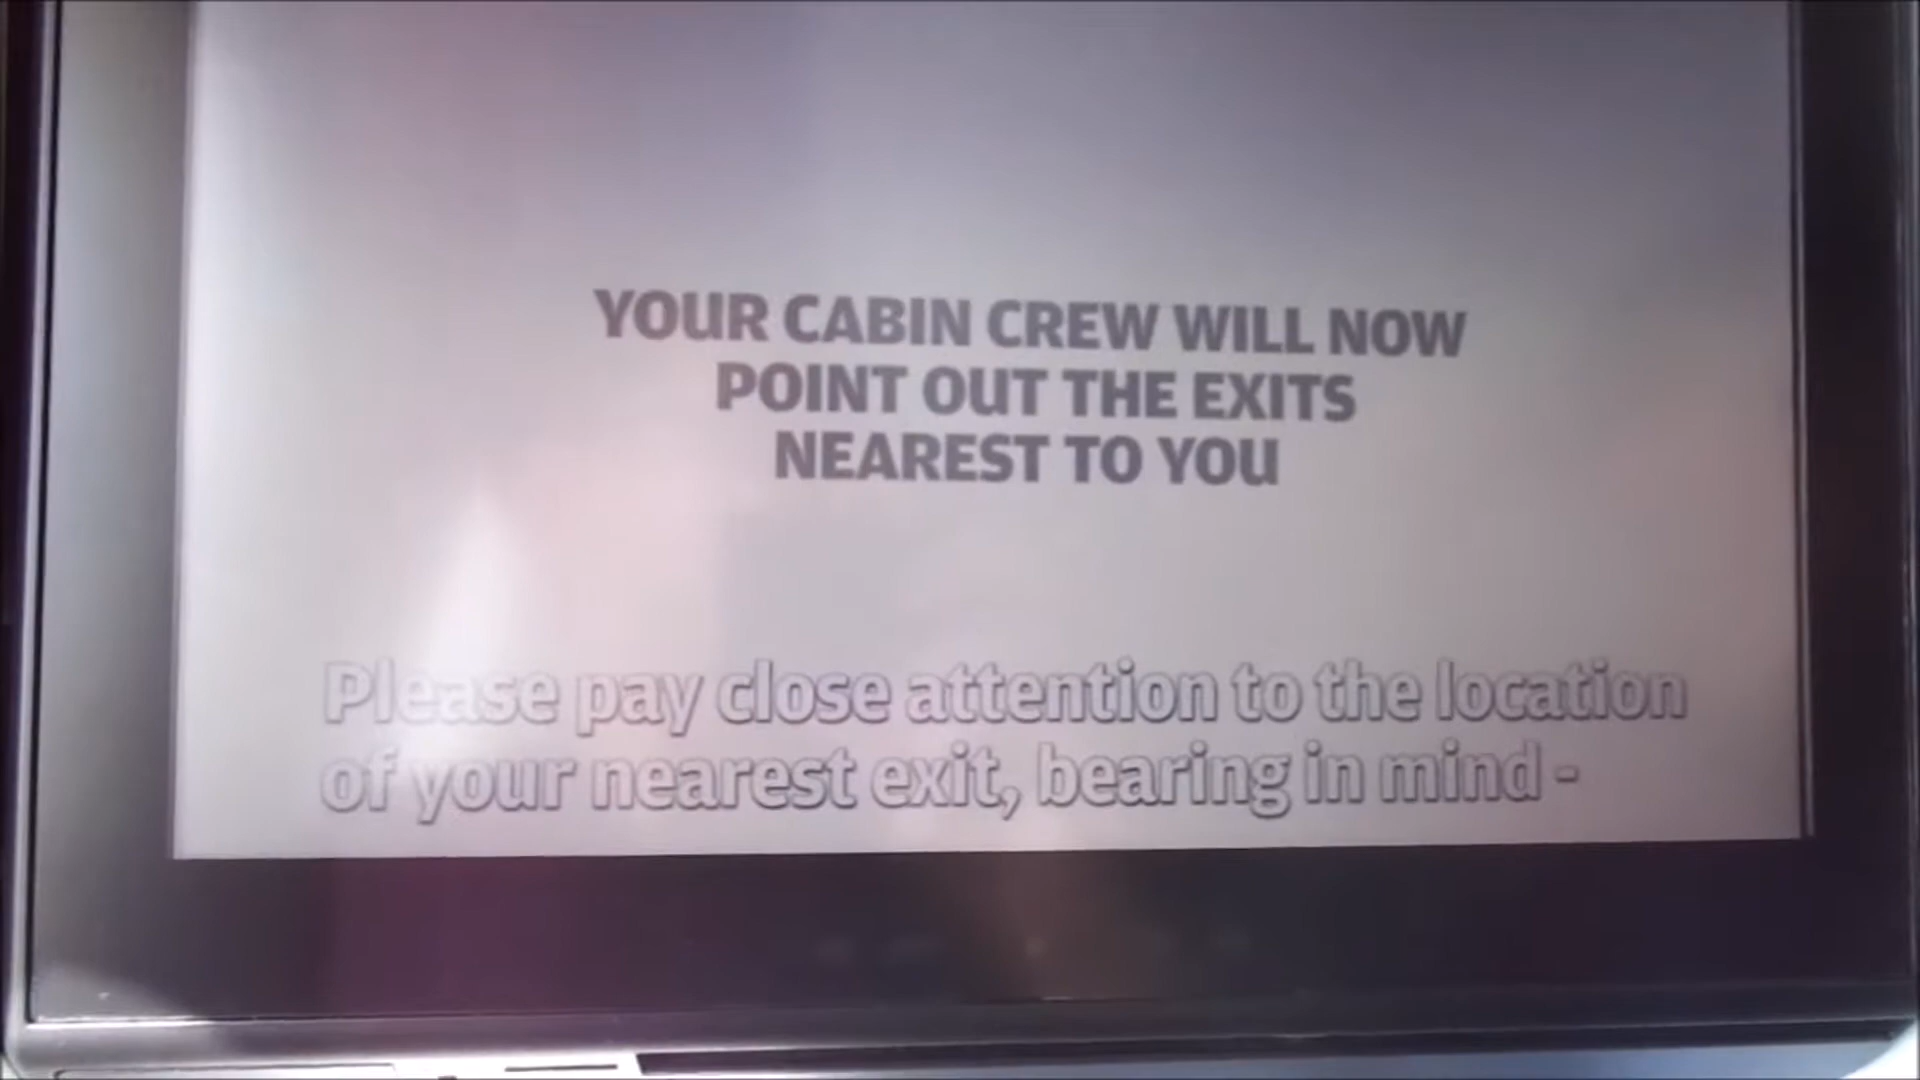 YOUR CABIN CREW WILL NOW
POINT OUT THE EXITS
NEAREST TO YOU
Please pay close attention to the location
of your nearest exit, bearing in mind -